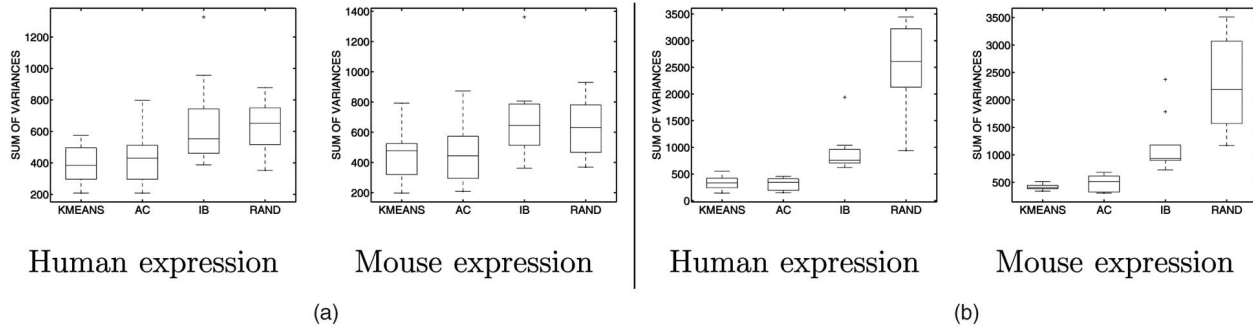 SUM OF VARIANCES
1200
1000
800
600
400
200
KMEANS AC IB RAND
Human expression
SUM OF VARIANCES
1400
1200
1000
800
600
400
200
KMEANS AC IB RAND
Mouse expression
(a)
SUM OF VARIANCES
3500
3000
2500
2000
1500
1000
500
0
KMEANS AC IB RAND
Human expression
SUM OF VARIANCES
3500
3000
2500
2000
1500
1000
500
KMEANS AC IB RAND
Mouse expression
(b)